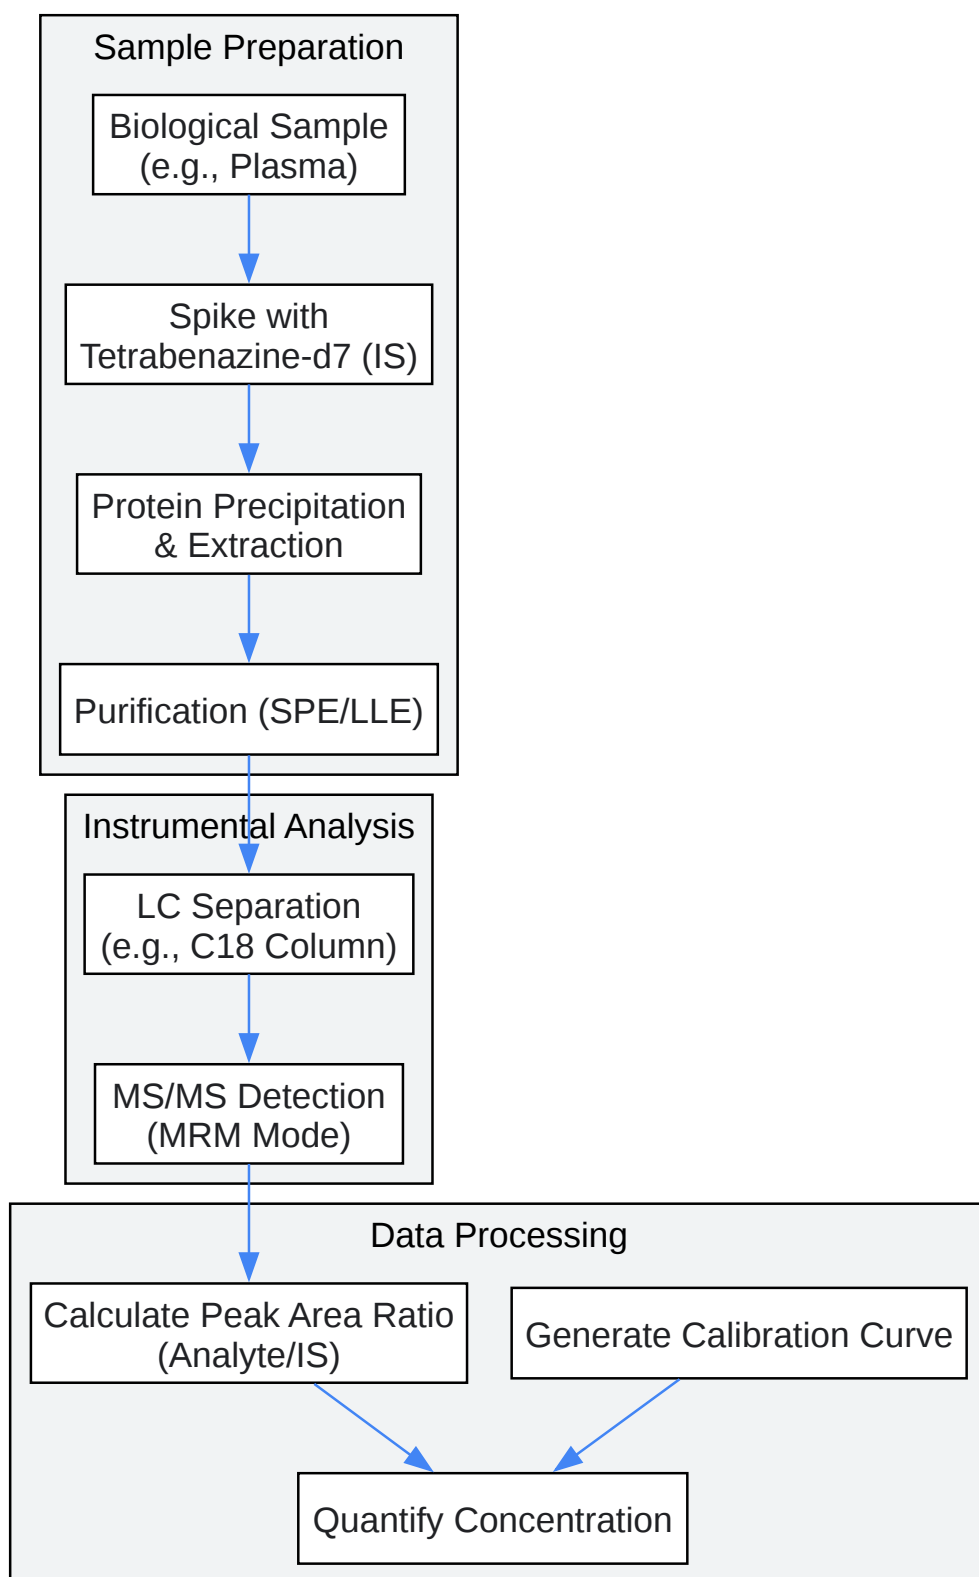 Sample Preparation
Biological Sample
(e.g., Plasma)
Spike with
Tetrabenazine-d7 (IS)
Protein Precipitation
& Extraction
Purification (SPE/LLE)
Instrumental Analysis
LC Separation
(e.g., C18 Column)
MS/MS Detection
(MRM Mode)
Data Processing
Calculate Peak Area Ratio
(Analyte/IS)
Generate Calibration Curve
Quantify Concentration